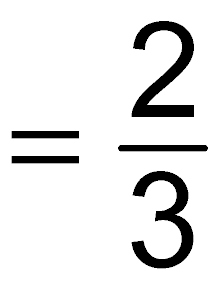 = 2/3